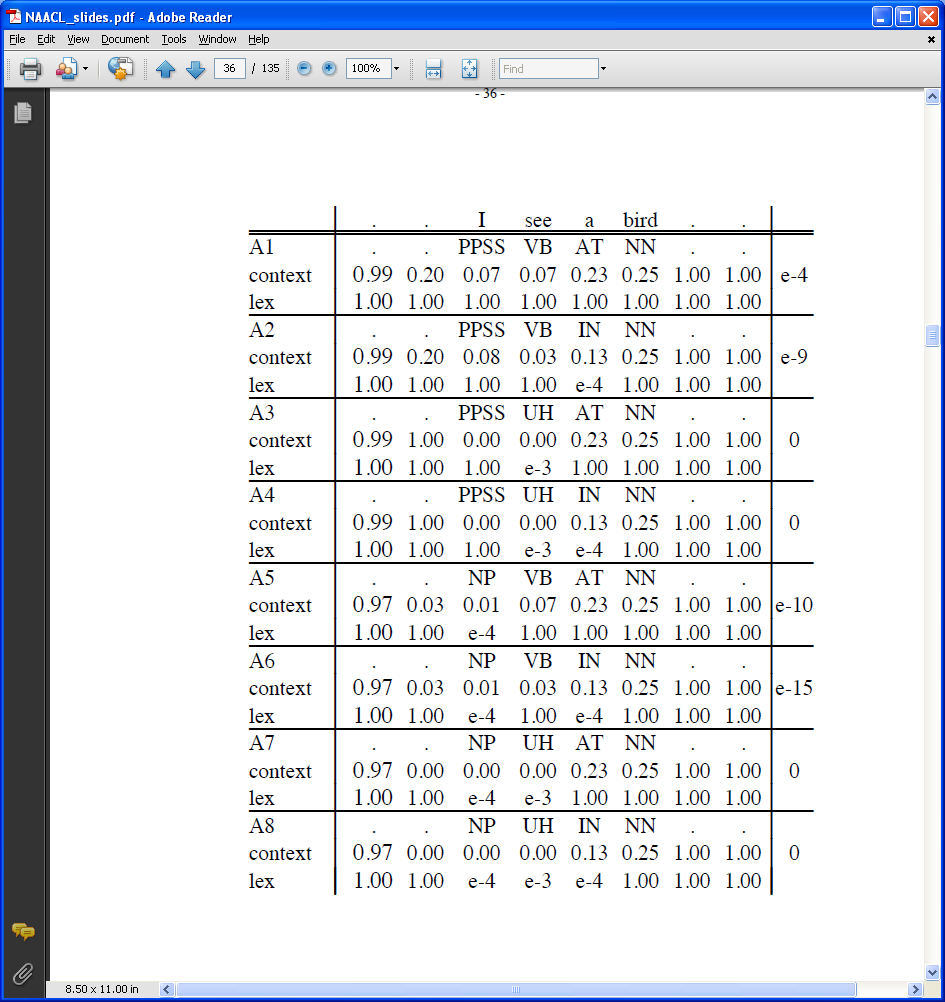 NAACL_slides.pdf - Adobe Reader
File Edit View Document Tools Window Help
36 / 135 100% Find
- 36 -
. . I see a bird . .
A1 . . PPSS VB AT NN . .
context 0.99 0.20 0.07 0.07 0.23 0.25 1.00 1.00 e-4
lex 1.00 1.00 1.00 1.00 1.00 1.00 1.00 1.00
A2 . . PPSS VB IN NN . .
context 0.99 0.20 0.08 0.03 0.13 0.25 1.00 1.00 e-9
lex 1.00 1.00 1.00 1.00 e-4 1.00 1.00 1.00
A3 . . PPSS UH AT NN . .
context 0.99 1.00 0.00 0.00 0.23 0.25 1.00 1.00 0
lex 1.00 1.00 1.00 e-3 1.00 1.00 1.00 1.00
A4 . . PPSS UH IN NN . .
context 0.99 1.00 0.00 0.00 0.13 0.25 1.00 1.00 0
lex 1.00 1.00 1.00 e-3 e-4 1.00 1.00 1.00
A5 . . NP VB AT NN . .
context 0.97 0.03 0.01 0.07 0.23 0.25 1.00 1.00 e-10
lex 1.00 1.00 e-4 1.00 1.00 1.00 1.00 1.00
A6 . . NP VB IN NN . .
context 0.97 0.03 0.01 0.03 0.13 0.25 1.00 1.00 e-15
lex 1.00 1.00 e-4 1.00 e-4 1.00 1.00 1.00
A7 . . NP UH AT NN . .
context 0.97 0.00 0.00 0.00 0.23 0.25 1.00 1.00 0
lex 1.00 1.00 e-4 e-3 1.00 1.00 1.00 1.00
A8 . . NP UH IN NN . .
context 0.97 0.00 0.00 0.00 0.13 0.25 1.00 1.00 0
lex 1.00 1.00 e-4 e-3 e-4 1.00 1.00 1.00
8.50 x 11.00 in